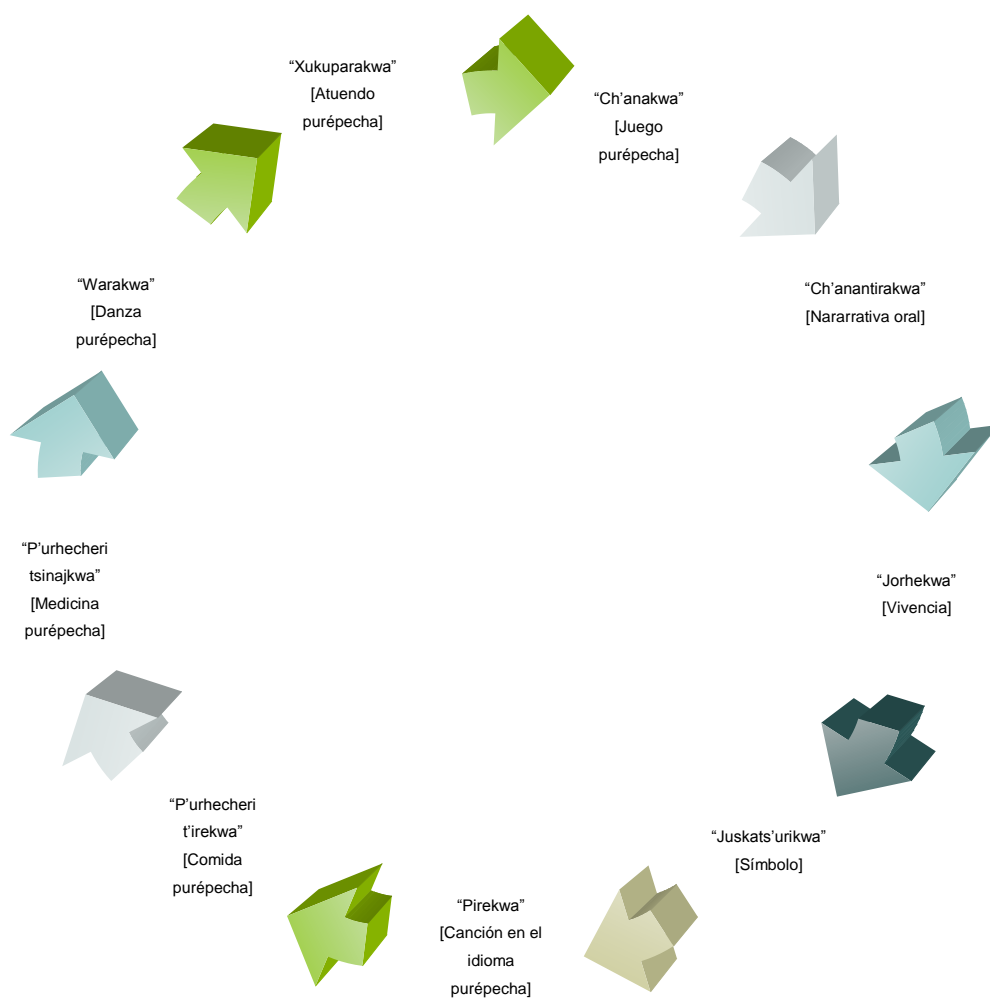 “Xukuparakwa”
[Atuendo
purépecha]
“Ch’anakwa”
[Juego
purépecha]
“Ch’anantirakwa”
[Nararrativa oral]
“Jorhekwa”
[Vivencia]
“Juskats’urikwa”
[Símbolo]
“Pirekwa”
[Canción en el
idioma
purépecha]
“P’urhecheri
t’irekwa”
[Comida
purépecha]
“P’urhecheri
tsinajkwa”
[Medicina
purépecha]
“Warakwa”
[Danza
purépecha]